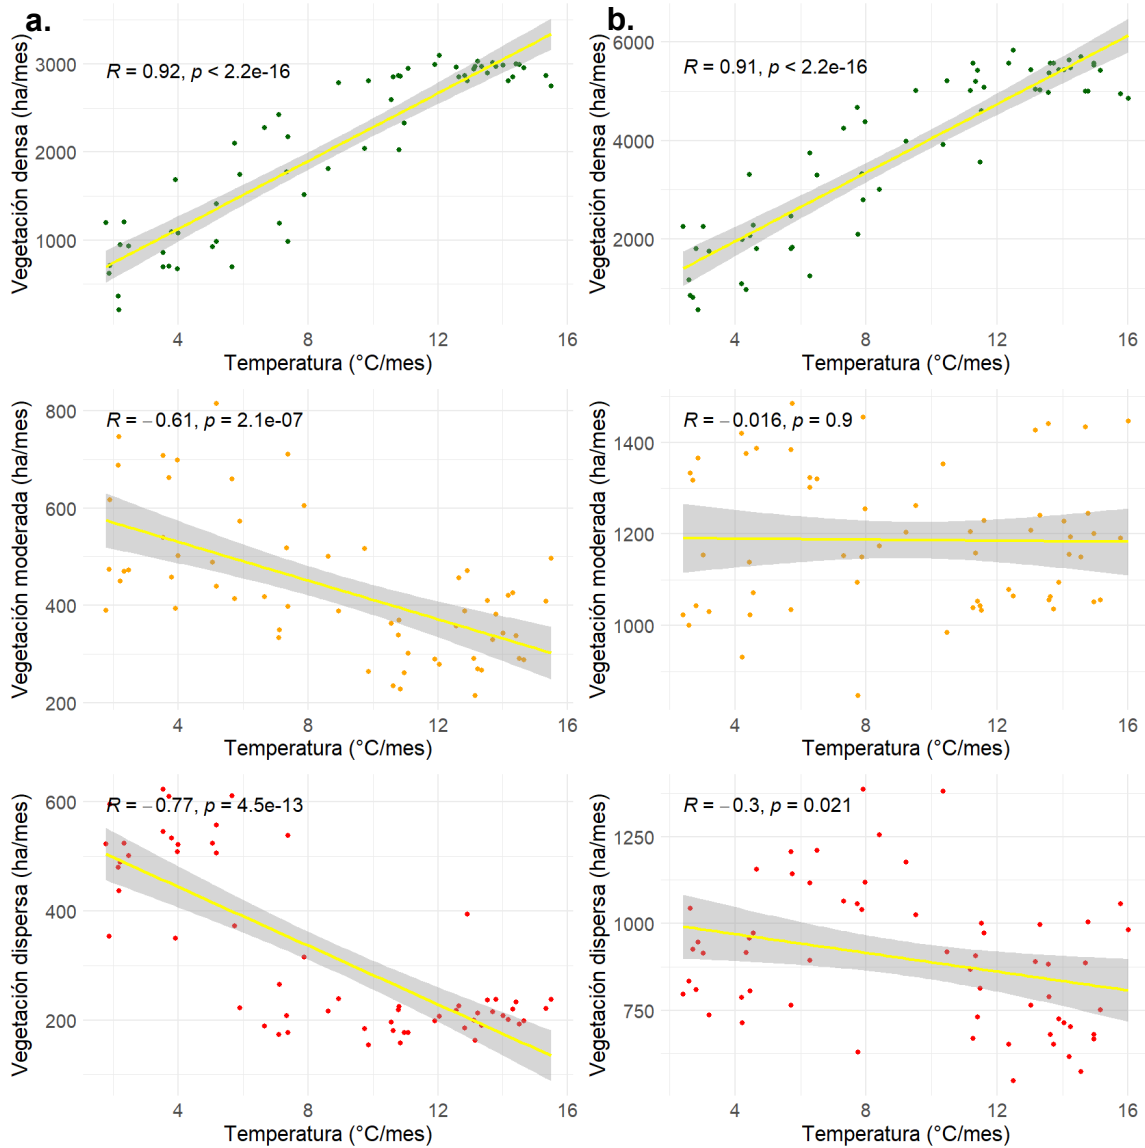 a.
R = 0.92, p < 2.2e-16
Vegetación densa (ha/mes)
3000
2000
1000
4 8 12 16
Temperatura (°C/mes)
b.
R = 0.91, p < 2.2e-16
Vegetación densa (ha/mes)
6000
4000
2000
4 8 12 16
Temperatura (°C/mes)
R = −0.61, p = 2.1e-07
Vegetación moderada (ha/mes)
800
600
400
200
4 8 12 16
Temperatura (°C/mes)
R = −0.016, p = 0.9
Vegetación moderada (ha/mes)
1400
1200
1000
4 8 12 16
Temperatura (°C/mes)
R = −0.77, p = 4.5e-13
Vegetación dispersa (ha/mes)
600
400
200
4 8 12 16
Temperatura (°C/mes)
R = −0.3, p = 0.021
Vegetación dispersa (ha/mes)
1250
1000
750
4 8 12 16
Temperatura (°C/mes)